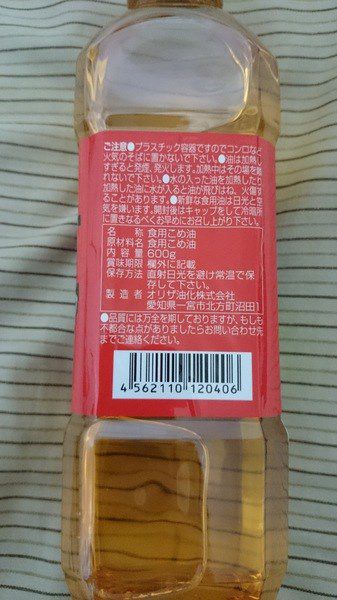 ご注意●プラスチック容器ですのでコンロなど
火気のそばに置かないで下さい。●油は加熱し
すぎると発煙、発火します。加熱中はその場を離
れないで下さい。●水の入った油を加熱したり
加熱した油に水が入ると油が飛びはね、火傷す
ることがあります。●新鮮な食用油は日光と空
気を嫌います。開封後はキャップをして冷暗所
に置きなるべくお早めにお召し上がり下さい。
名 称 食用こめ油
原材料名 食用こめ油
内 容 量 600g
賞味期限 欄外に記載
保存方法 直射日光を避け常温で保
存して下さい。
製 造 者 オリザ油化株式会社
愛知県一宮市北方町沼田1
●品質には万全を期しておりますが、もしも
不都合な点がありましたらお問い合わせ先
までご連絡ください。
4 562110 120406